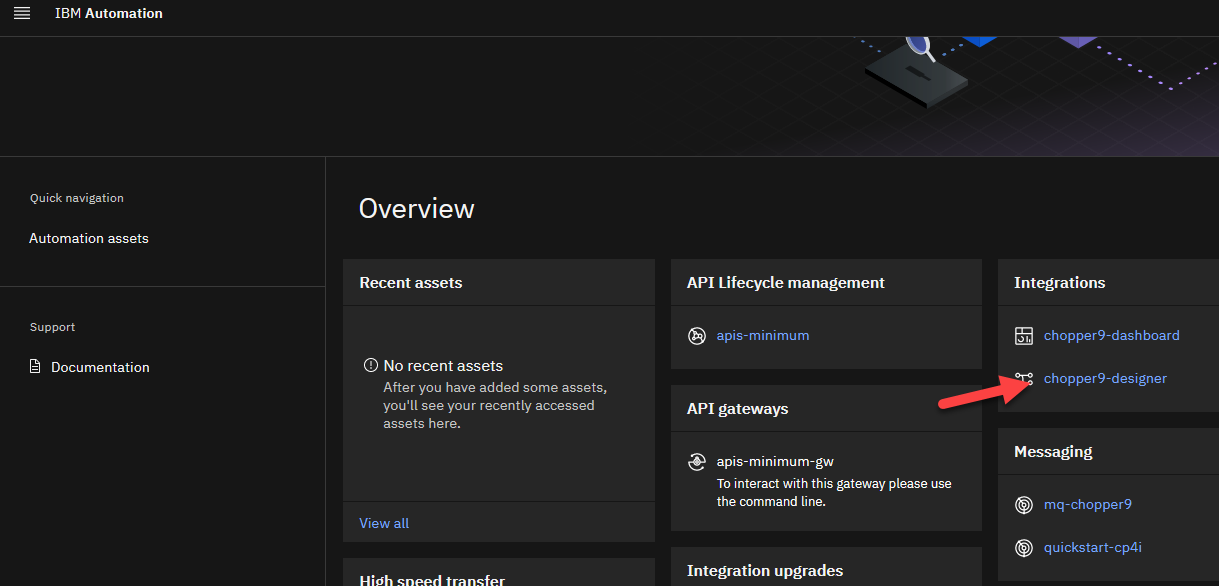 IBM Automation
Quick navigation
Automation assets
Support
Documentation
Overview
Recent assets
No recent assets
After you have added some assets,
you'll see your recently accessed
assets here.
View all
High speed transfer
API Lifecycle management
apis-minimum
API gateways
apis-minimum-gw
To interact with this gateway please use
the command line.
Integration upgrades
Integrations
chopper9-dashboard
chopper9-designer
Messaging
mq-chopper9
quickstart-cp4i